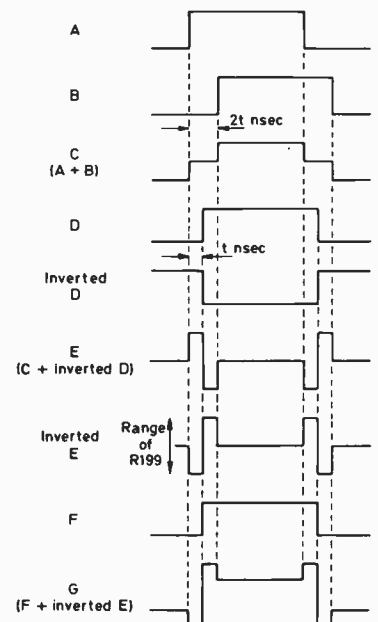 A
B
2t nsec
C
(A + B)
D
t nsec
Inverted
D
E
(C + inverted D)
Inverted
E
Range
of
R199
F
G
(F + inverted E)